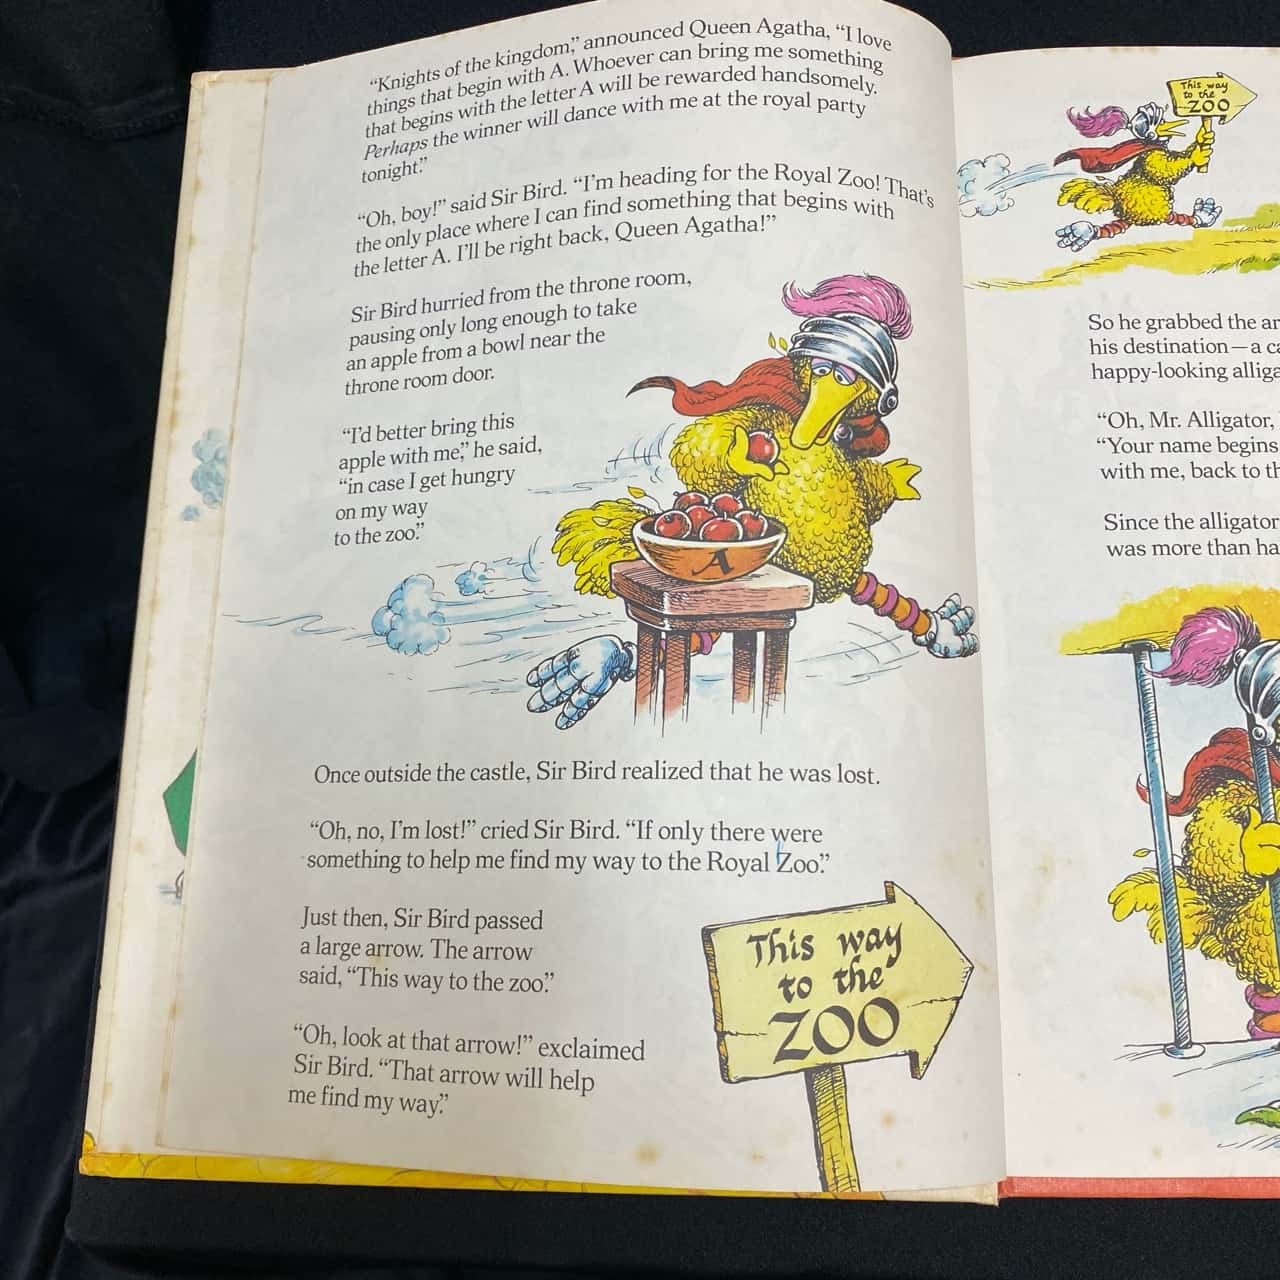 “Knights of the kingdom,” announced Queen Agatha, “I love
things that begin with A. Whoever can bring me something
that begins with the letter A will be rewarded handsomely.
Perhaps the winner will dance with me at the royal party
tonight.”
“Oh, boy!” said Sir Bird. “I’m heading for the Royal Zoo! That’s
the only place where I can find something that begins with
the letter A. I’ll be right back, Queen Agatha!”
Sir Bird hurried from the throne room,
pausing only long enough to take
an apple from a bowl near the
throne room door.
“I’d better bring this
apple with me,” he said,
“in case I get hungry
on my way
to the zoo.”
A
Once outside the castle, Sir Bird realized that he was lost.
“Oh, no, I’m lost!” cried Sir Bird. “If only there were
something to help me find my way to the Royal Zoo.”
Just then, Sir Bird passed
a large arrow. The arrow
said, “This way to the zoo.”
“Oh, look at that arrow!” exclaimed
Sir Bird. “That arrow will help
me find my way.”
This way
to the
ZOO
This way
to the
ZOO
So he grabbed the
his destination—a
happy-looking
“Oh, Mr. Alligator,
“Your name begins
with me, back to
Since the alligator
was more than